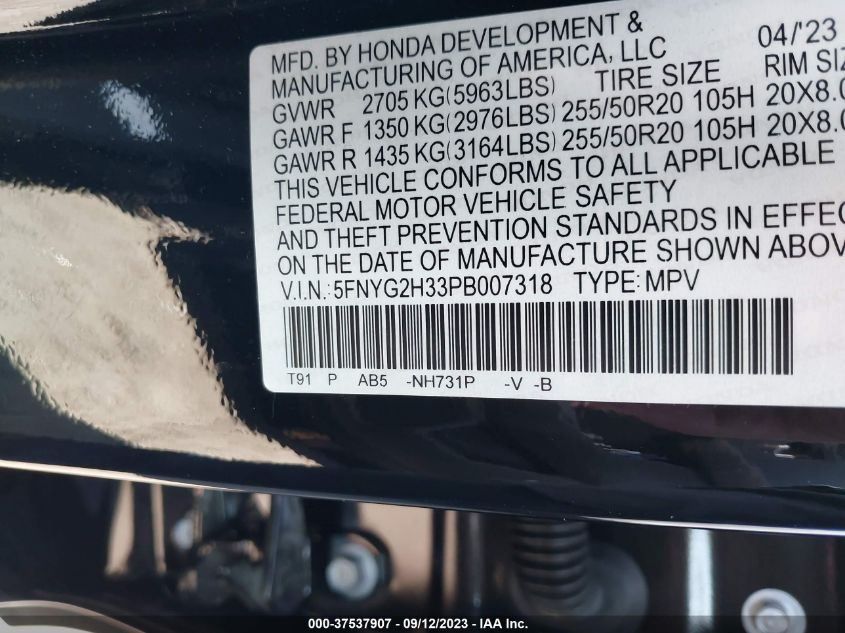 MFD. BY HONDA DEVELOPMENT & 04/'23
MANUFACTURING OF AMERICA, LLC
GVWR 2705 KG(5963LBS) TIRE SIZE RIM SIZ
GAWR F 1350 KG(2976LBS) 255/50R20 105H 20X8.0
GAWR R 1435 KG(3164LBS) 255/50R20 105H 20X8.0
THIS VEHICLE CONFORMS TO ALL APPLICABLE
FEDERAL MOTOR VEHICLE SAFETY
AND THEFT PREVENTION STANDARDS IN EFFEC
ON THE DATE OF MANUFACTURE SHOWN ABOV
V.I.N.: 5FNYG2H33PB007318 TYPE: MPV
T91 P AB5 -NH731P -V -B
000-37537907 - 09/12/2023 - IAA Inc.